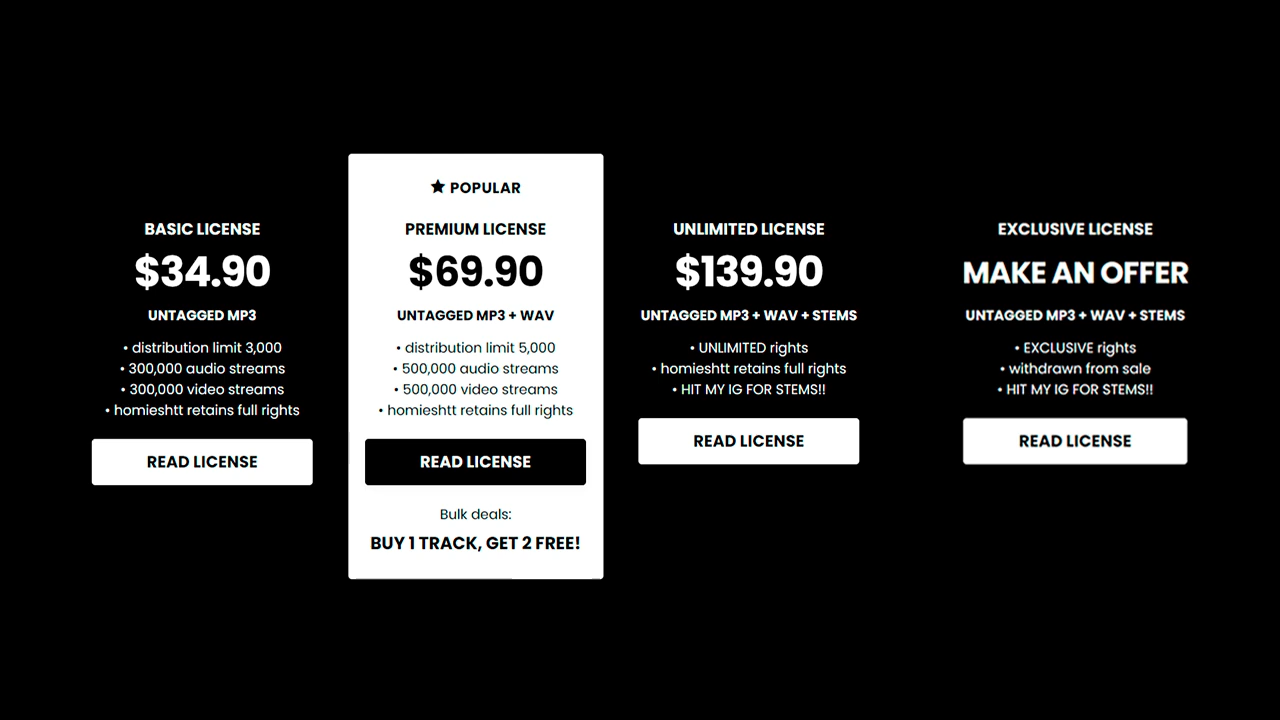 BASIC LICENSE
$34.90
UNTAGGED MP3
• distribution limit 3,000
• 300,000 audio streams
• 300,000 video streams
• homieshtt retains full rights
READ LICENSE
★ POPULAR
PREMIUM LICENSE
$69.90
UNTAGGED MP3 + WAV
• distribution limit 5,000
• 500,000 audio streams
• 500,000 video streams
• homieshtt retains full rights
READ LICENSE
Bulk deals:
BUY 1 TRACK, GET 2 FREE!
UNLIMITED LICENSE
$139.90
UNTAGGED MP3 + WAV + STEMS
• UNLIMITED rights
• homieshtt retains full rights
• HIT MY IG FOR STEMS!!
READ LICENSE
EXCLUSIVE LICENSE
MAKE AN OFFER
UNTAGGED MP3 + WAV + STEMS
• EXCLUSIVE rights
• withdrawn from sale
• HIT MY IG FOR STEMS!!
READ LICENSE